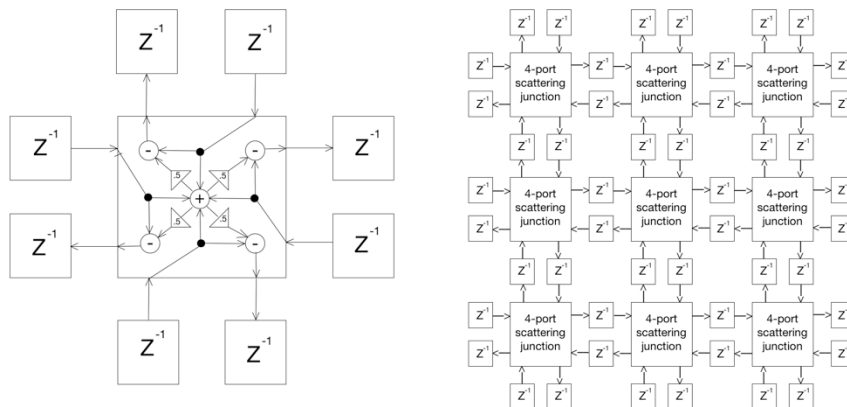 Z⁻¹ Z⁻¹
Z⁻¹ Z⁻¹
- -
.5 .5
+
.5 .5
- -
Z⁻¹ Z⁻¹
Z⁻¹ Z⁻¹
Z⁻¹ Z⁻¹ Z⁻¹ Z⁻¹ Z⁻¹ Z⁻¹
Z⁻¹ Z⁻¹ Z⁻¹ Z⁻¹
4-port 4-port 4-port
scattering scattering scattering
junction junction junction
Z⁻¹ Z⁻¹ Z⁻¹ Z⁻¹
Z⁻¹ Z⁻¹ Z⁻¹ Z⁻¹ Z⁻¹ Z⁻¹
Z⁻¹ Z⁻¹ Z⁻¹ Z⁻¹
4-port 4-port 4-port
scattering scattering scattering
junction junction junction
Z⁻¹ Z⁻¹ Z⁻¹ Z⁻¹
Z⁻¹ Z⁻¹ Z⁻¹ Z⁻¹ Z⁻¹ Z⁻¹
Z⁻¹ Z⁻¹ Z⁻¹ Z⁻¹
4-port 4-port 4-port
scattering scattering scattering
junction junction junction
Z⁻¹ Z⁻¹ Z⁻¹ Z⁻¹
Z⁻¹ Z⁻¹ Z⁻¹ Z⁻¹ Z⁻¹ Z⁻¹